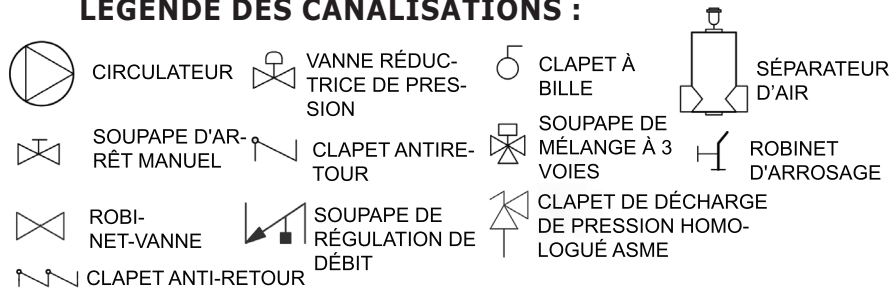 LÉGENDE DES CANALISATIONS :
CIRCULATEUR
VANNE RÉDUC-
TRICE DE PRES-
SION
CLAPET À
BILLE
SÉPARATEUR
D'AIR
SOUPAPE D'AR-
RÊT MANUEL
CLAPET ANTIRE-
TOUR
SOUPAPE DE
MÉLANGE À 3
VOIES
ROBINET
D'ARROSAGE
ROBI-
NET-VANNE
SOUPAPE DE
RÉGULATION DE
DÉBIT
CLAPET DE DÉCHARGE
DE PRESSION HOMO-
LOGUÉ ASME
CLAPET ANTI-RETOUR